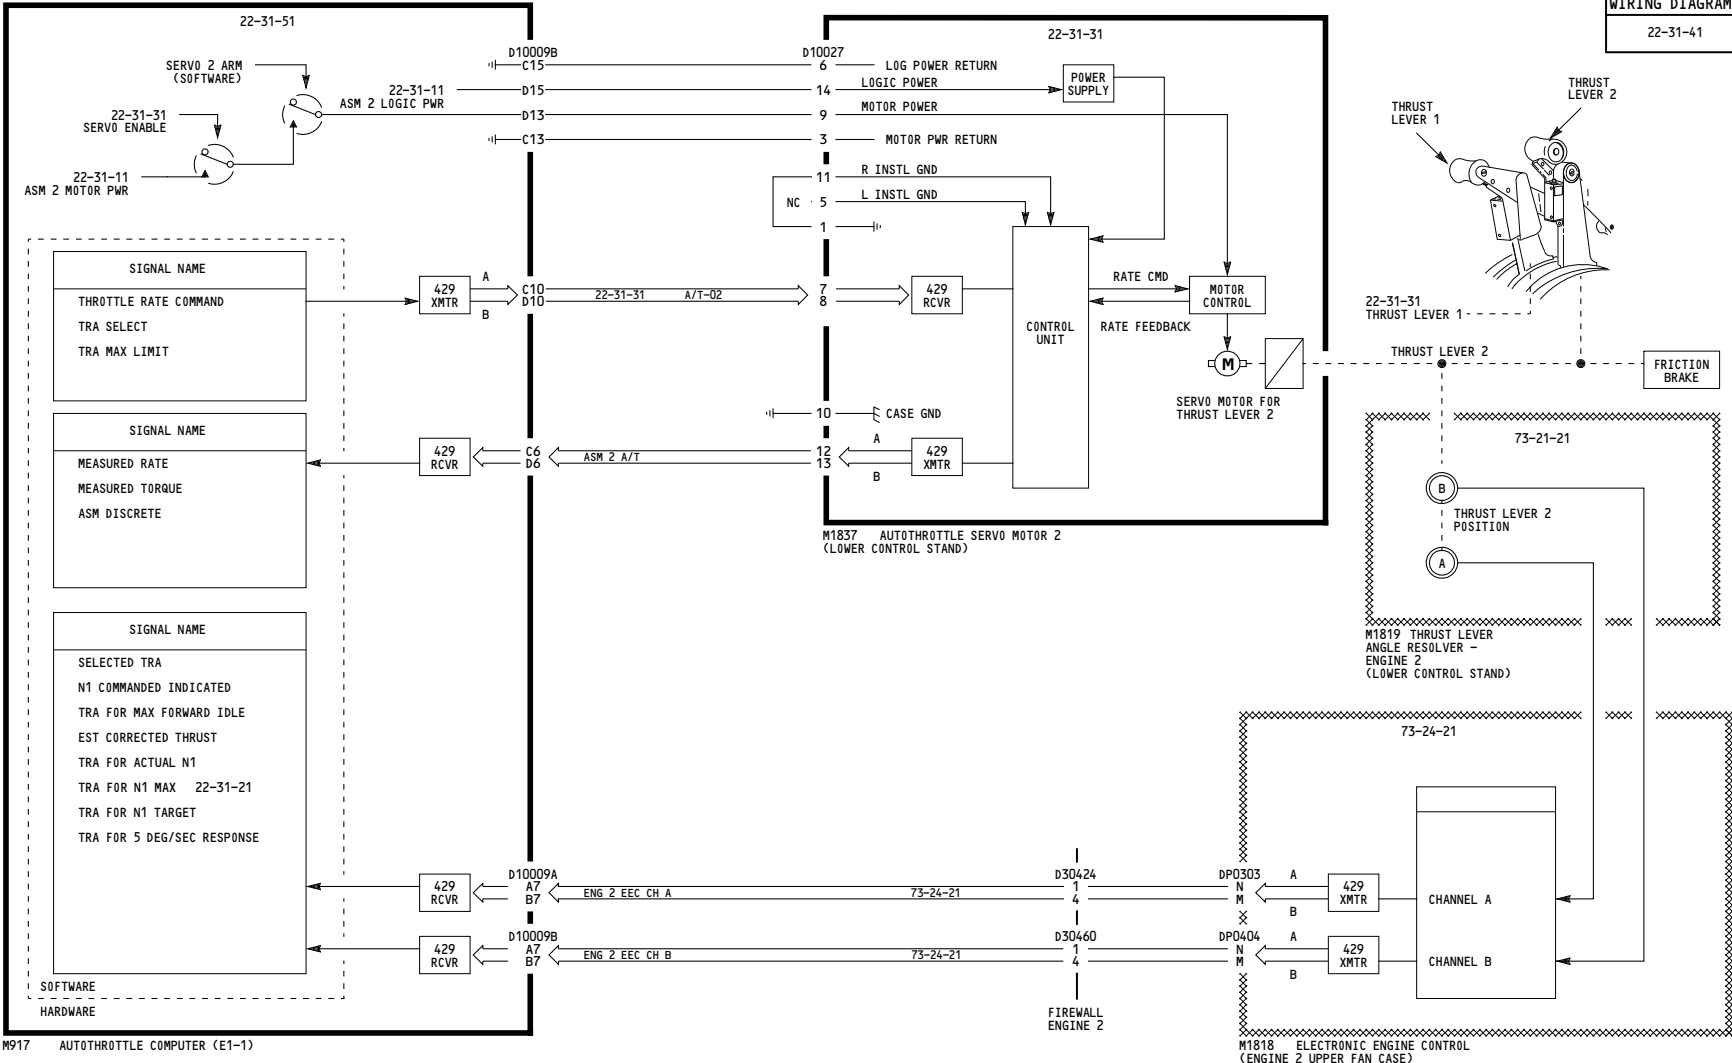 WIRING DIAGRAM
22-31-41
22-31-51
SERVO 2 ARM
(SOFTWARE)
22-31-31
SERVO ENABLE
22-31-11
ASM 2 MOTOR PWR
22-31-11
ASM 2 LOGIC PWR
D10009B
C15
D15
D13
C13
D10027
6
LOG POWER RETURN
14
LOGIC POWER
9
MOTOR POWER
3
MOTOR PWR RETURN
11
R INSTL GND
NC
5
L INSTL GND
1
22-31-31
POWER
SUPPLY
THRUST
LEVER 1
THRUST
LEVER 2
SIGNAL NAME
THROTTLE RATE COMMAND
TRA SELECT
TRA MAX LIMIT
429
XMTR
A
B
C10
D10
22-31-31
A/T-02
7
8
429
RCVR
CONTROL
UNIT
RATE CMD
RATE FEEDBACK
MOTOR
CONTROL
M
SERVO MOTOR FOR
THRUST LEVER 2
22-31-31
THRUST LEVER 1
THRUST LEVER 2
FRICTION
BRAKE
SIGNAL NAME
MEASURED RATE
MEASURED TORQUE
ASM DISCRETE
429
RCVR
C6
D6
ASM 2 A/T
10
CASE GND
12
13
A
B
429
XMTR
M1837 AUTOTHROTTLE SERVO MOTOR 2
(LOWER CONTROL STAND)
73-21-21
B
THRUST LEVER 2
POSITION
A
M1819 THRUST LEVER
ANGLE RESOLVER -
ENGINE 2
(LOWER CONTROL STAND)
SIGNAL NAME
SELECTED TRA
N1 COMMANDED INDICATED
TRA FOR MAX FORWARD IDLE
EST CORRECTED THRUST
TRA FOR ACTUAL N1
TRA FOR N1 MAX 22-31-21
TRA FOR N1 TARGET
TRA FOR 5 DEG/SEC RESPONSE
429
RCVR
D10009A
A7
B7
ENG 2 EEC CH A
73-24-21
D30424
1
4
DP0303
N
M
A
B
429
XMTR
73-24-21
CHANNEL A
429
RCVR
D10009B
A7
B7
ENG 2 EEC CH B
73-24-21
D30460
1
4
DP0404
N
M
A
B
429
XMTR
CHANNEL B
SOFTWARE
HARDWARE
FIREWALL
ENGINE 2
M917 AUTOTHROTTLE COMPUTER (E1-1)
M1818 ELECTRONIC ENGINE CONTROL
(ENGINE 2 UPPER FAN CASE)